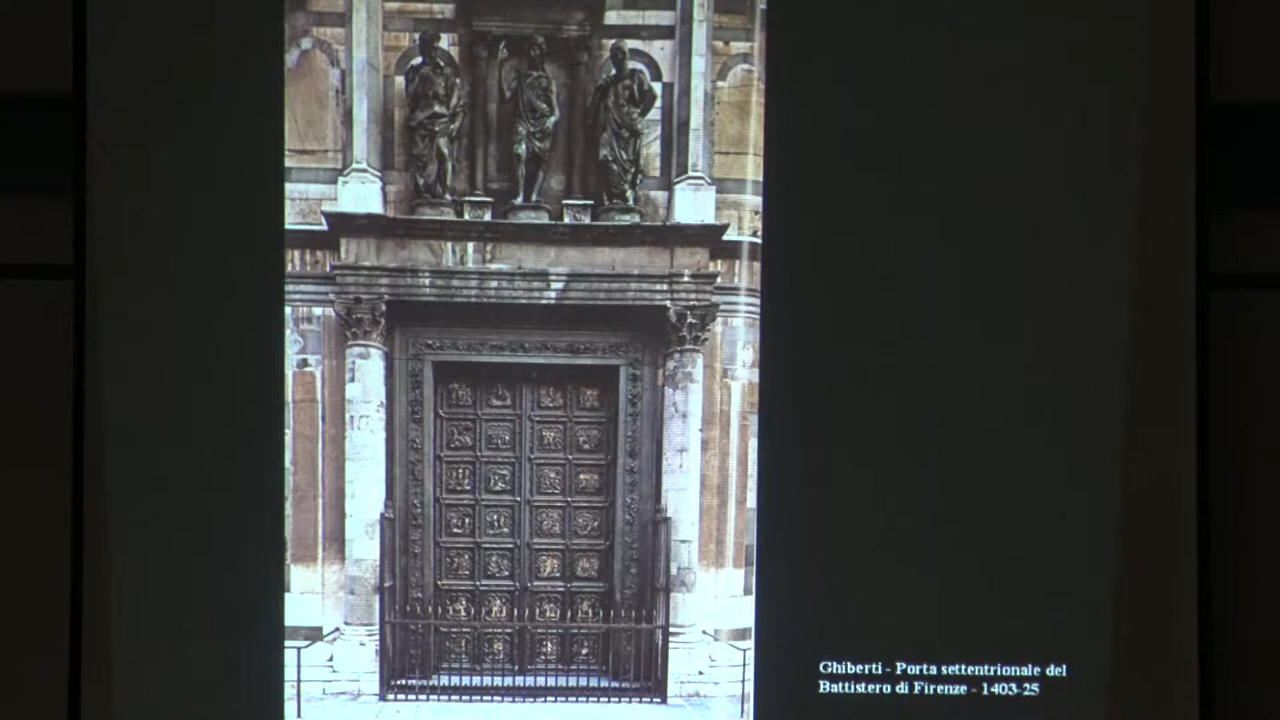 Ghiberti - Porta settentrionale del
Battistero di Firenze - 1403-25